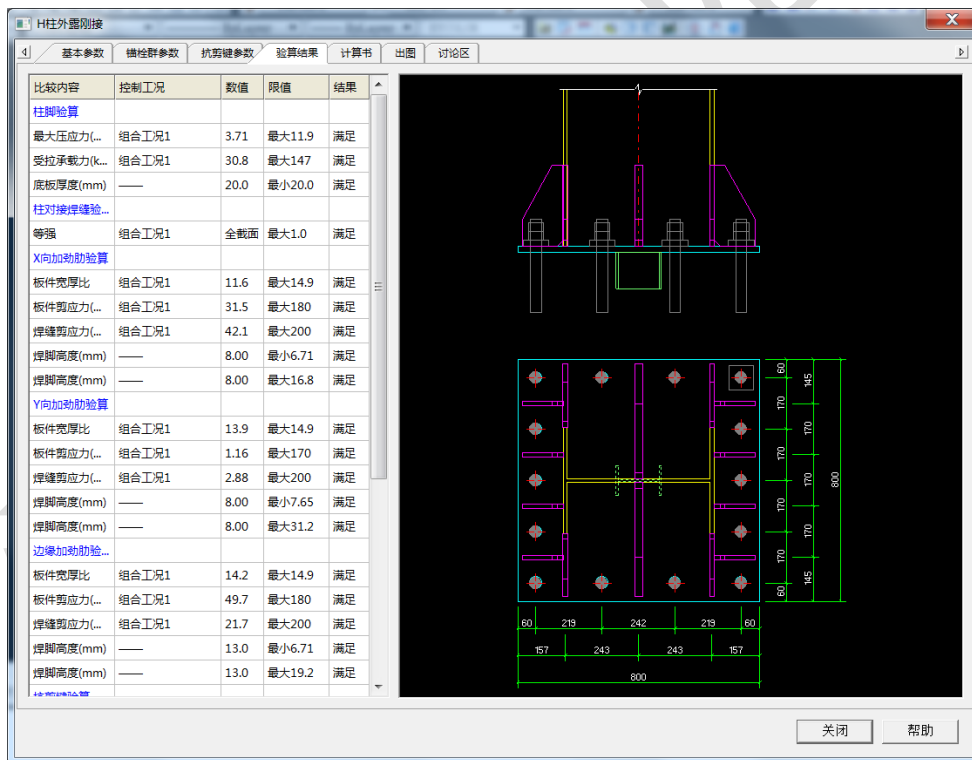 H柱外露刚接
基本参数 锚栓群参数 抗剪键参数 验算结果 计算书 出图 讨论区
比较内容 控制工况 数值 限值 结果
柱脚验算
最大压应力(... 组合工况1 3.71 最大11.9 满足
受拉承载力(k... 组合工况1 30.8 最大147 满足
底板厚度(mm) —— 20.0 最小20.0 满足
柱对接焊缝验...
等强 组合工况1 全截面 最大1.0 满足
X向加劲肋验算
板件宽厚比 组合工况1 11.6 最大14.9 满足
板件剪应力(... 组合工况1 31.5 最大180 满足
焊缝剪应力(... 组合工况1 42.1 最大200 满足
焊脚高度(mm) —— 8.00 最小6.71 满足
焊脚高度(mm) —— 8.00 最大16.8 满足
Y向加劲肋验算
板件宽厚比 组合工况1 13.9 最大14.9 满足
板件剪应力(... 组合工况1 1.16 最大170 满足
焊缝剪应力(... 组合工况1 2.88 最大200 满足
焊脚高度(mm) —— 8.00 最小7.65 满足
焊脚高度(mm) —— 8.00 最大31.2 满足
边缘加劲肋验...
板件宽厚比 组合工况1 14.2 最大14.9 满足
板件剪应力(... 组合工况1 49.7 最大180 满足
焊缝剪应力(... 组合工况1 21.7 最大200 满足
焊脚高度(mm) —— 13.0 最小6.71 满足
焊脚高度(mm) —— 13.0 最大19.2 满足
60 170 170 170 170 60
145 170 170 170 145
800
60 219 242 219 60
157 243 243 157
800
关闭 帮助